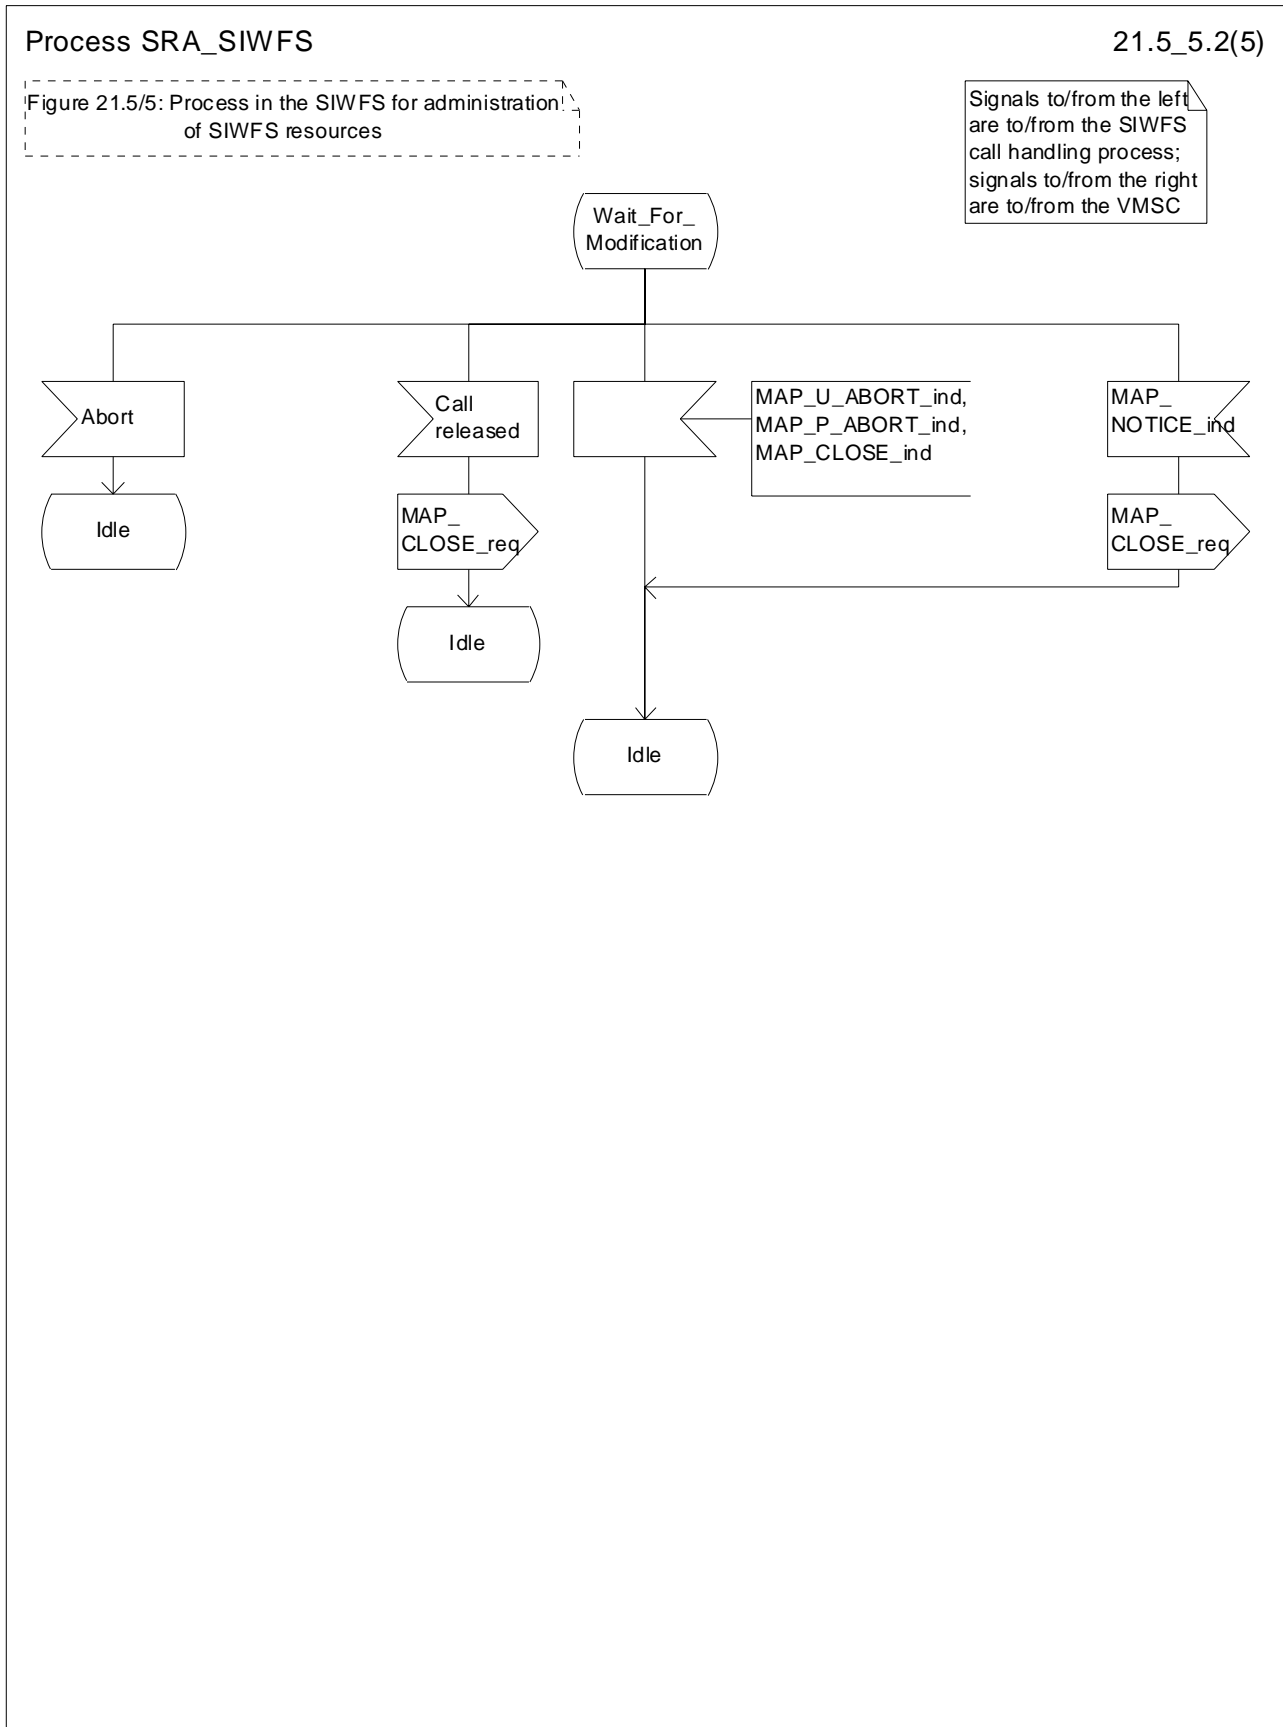 Process SRA_SIWFS
21.5_5.2(5)
Figure 21.5/5: Process in the SIWFS for administration
of SIWFS resources
Signals to/from the left
are to/from the SIWFS
call handling process;
signals to/from the right
are to/from the VMSC
Wait_For_
Modification
Abort
Call
released
MAP_U_ABORT_ind,
MAP_P_ABORT_ind,
MAP_CLOSE_ind
MAP_
NOTICE_ind
Idle
MAP_
CLOSE_req
MAP_
CLOSE_req
Idle
Idle